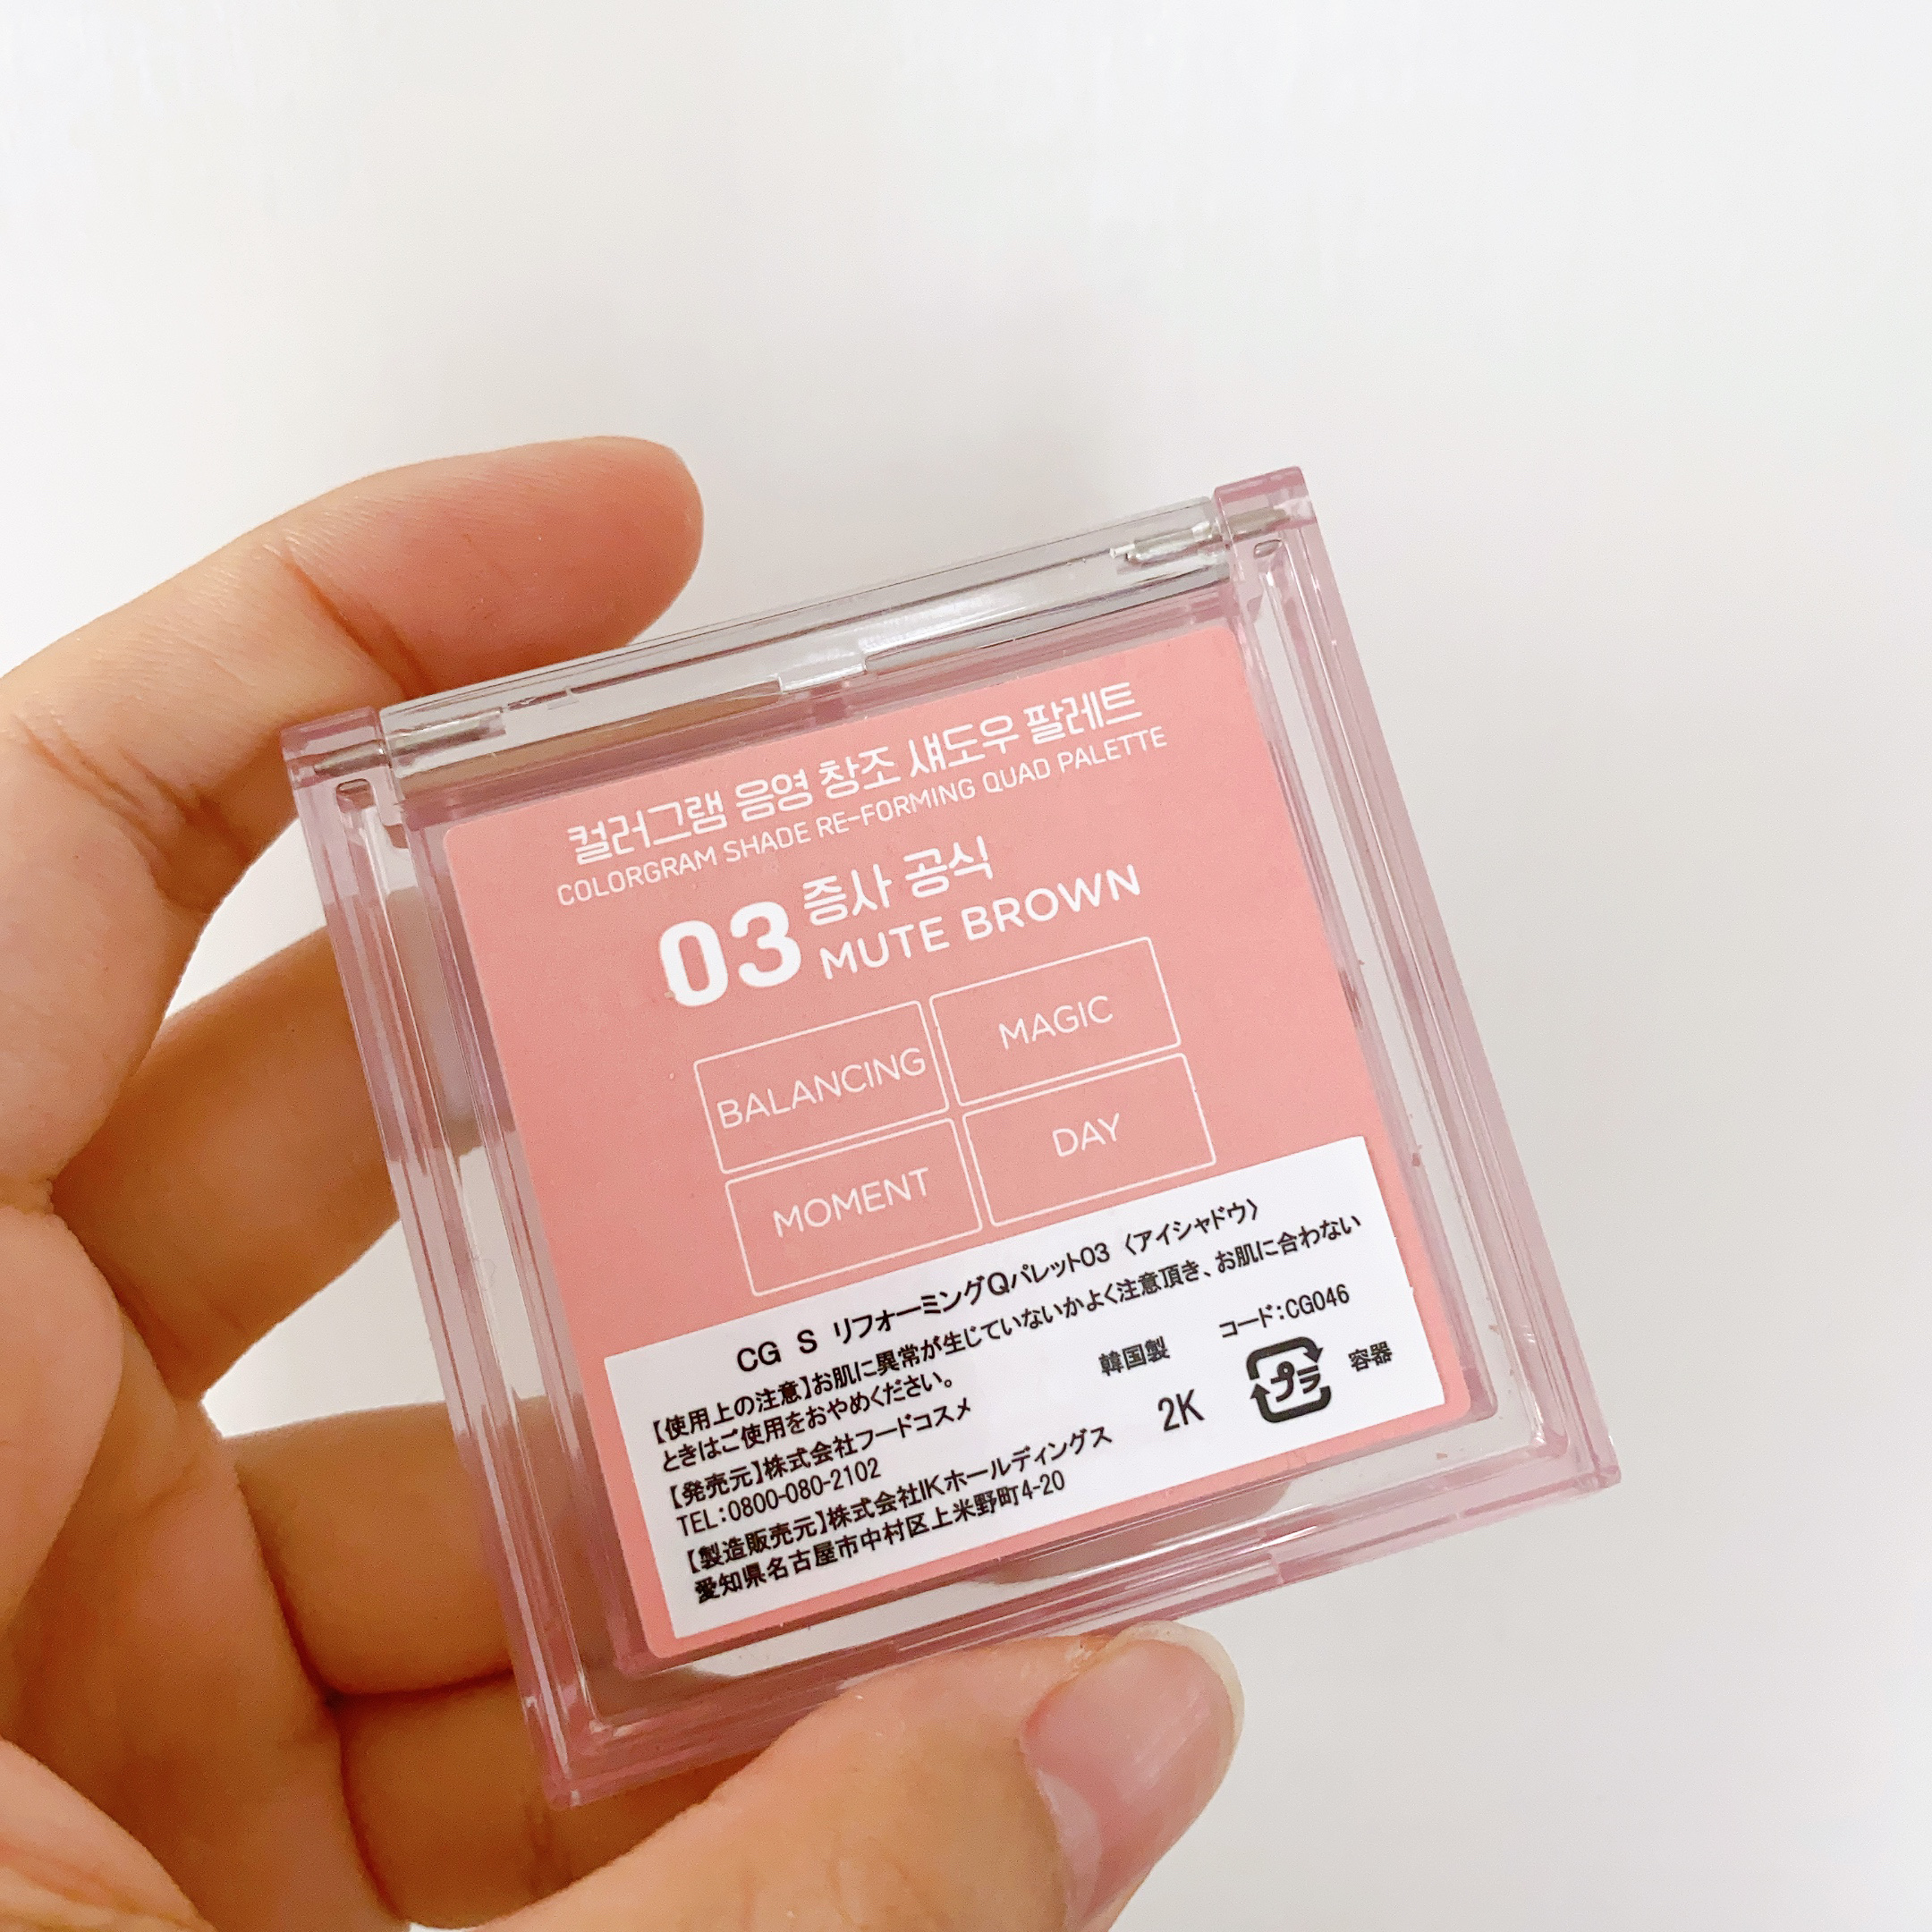 컬러그램 음영 창조 섀도우 팔레트
COLORGRAM SHADE RE-FORMING QUAD PALETTE
03 증사 공식
MUTE BROWN
BALANCING MAGIC
MOMENT DAY
CG S リフォーミングQパレット03 〈アイシャドウ〉
【使用上の注意】お肌に異常が生じていないかよく注意頂き、お肌に合わない
ときはご使用をおやめください。
【発売元】株式会社フードコスメ 韓国製 コード:CG046
TEL:0800-080-2102
【製造販売元】株式会社IKホールディングス 2K プラ 容器
愛知県名古屋市中村区上米野町4-20